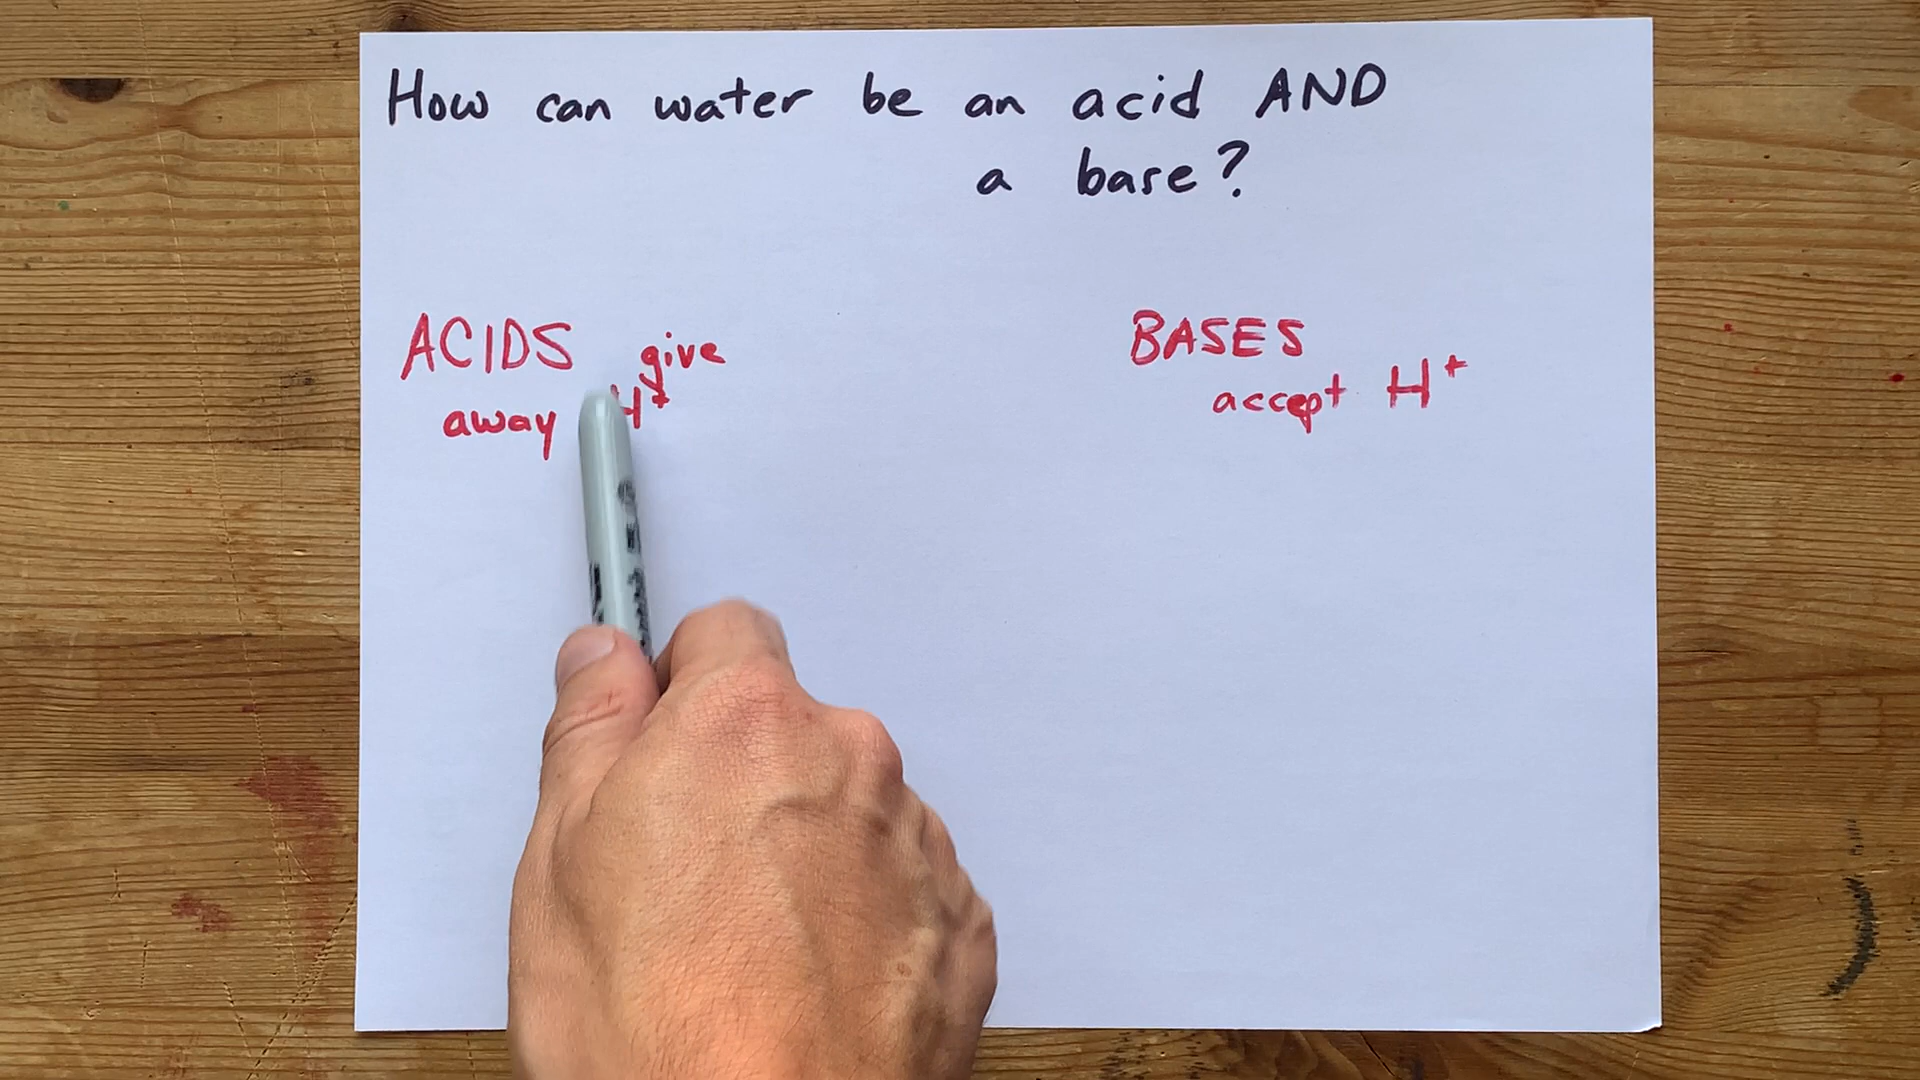 How can water be an acid AND
a base?
ACIDS give
away H+
BASES
accept H+